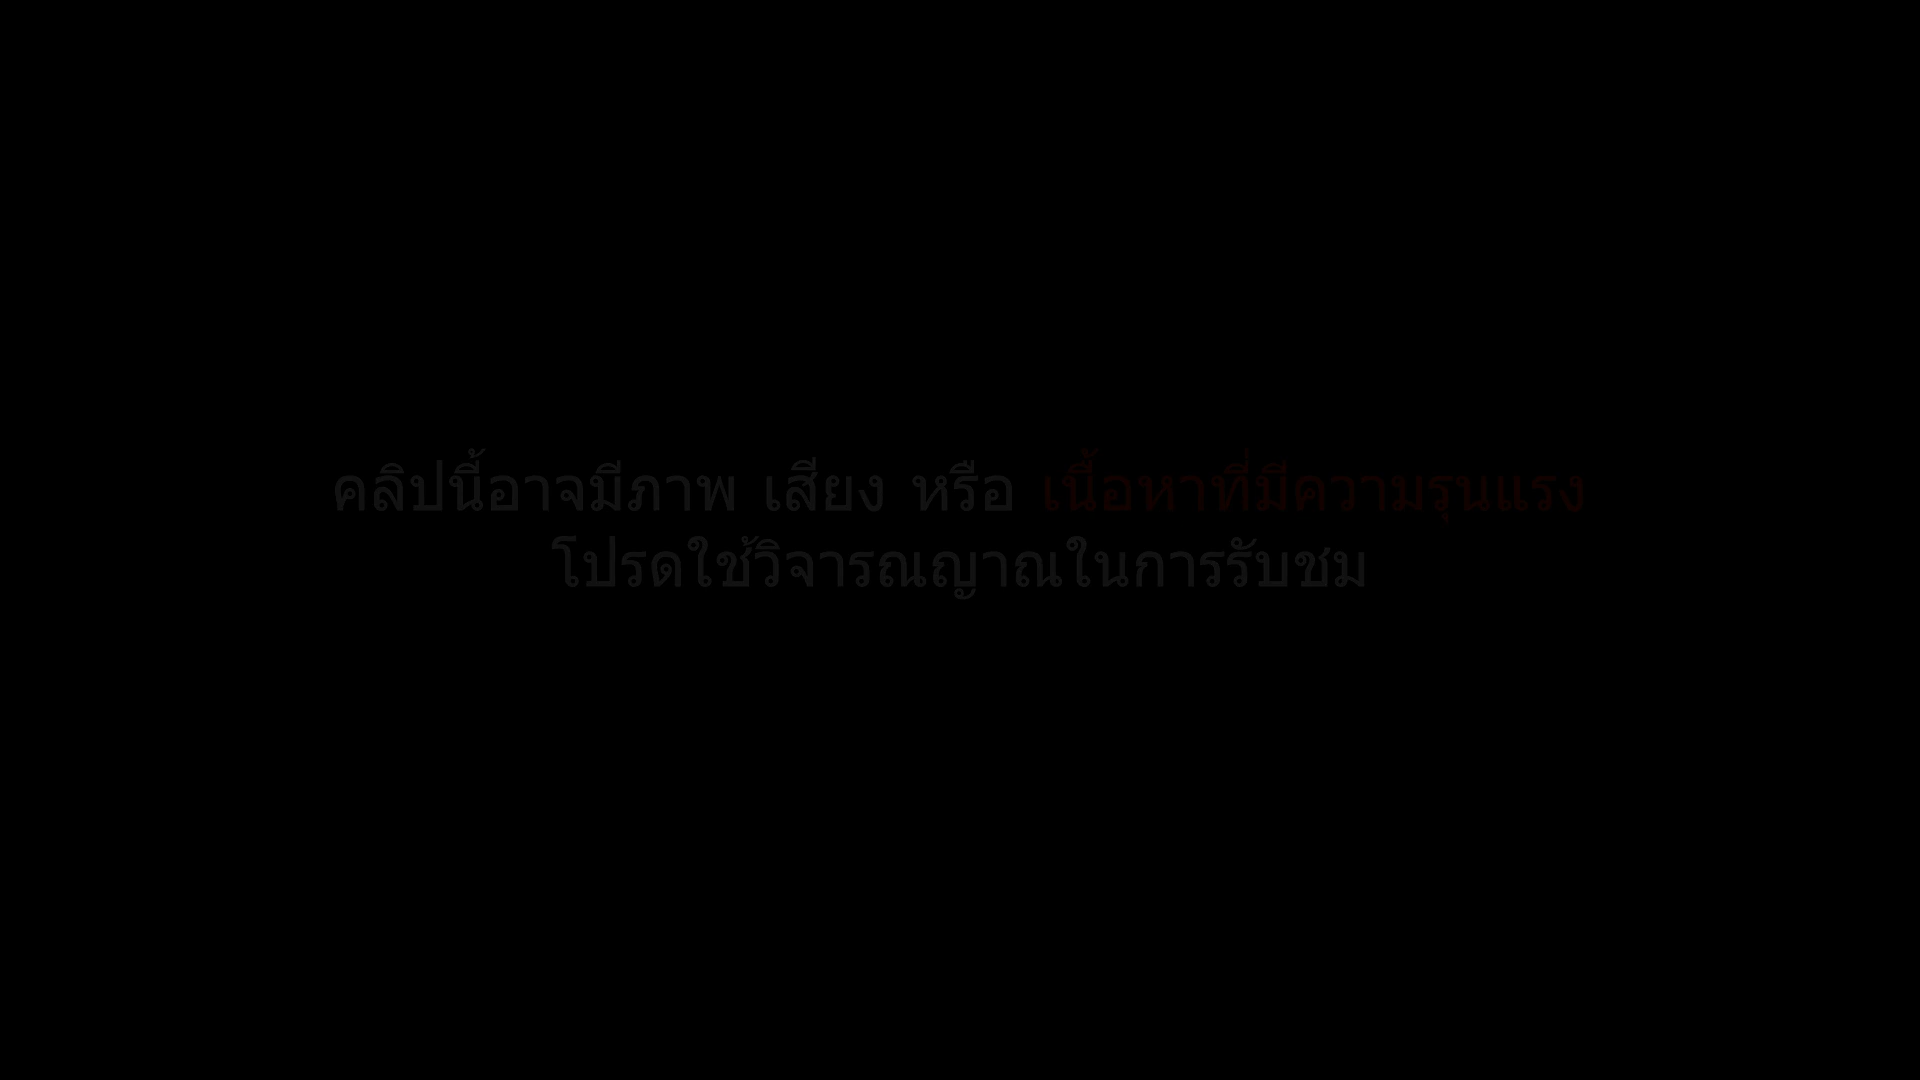 คลิปนี้อาจมีภาพ เสียง หรือ เนื้อหาที่มีความรุนแรง
โปรดใช้วิจารณญาณในการรับชม